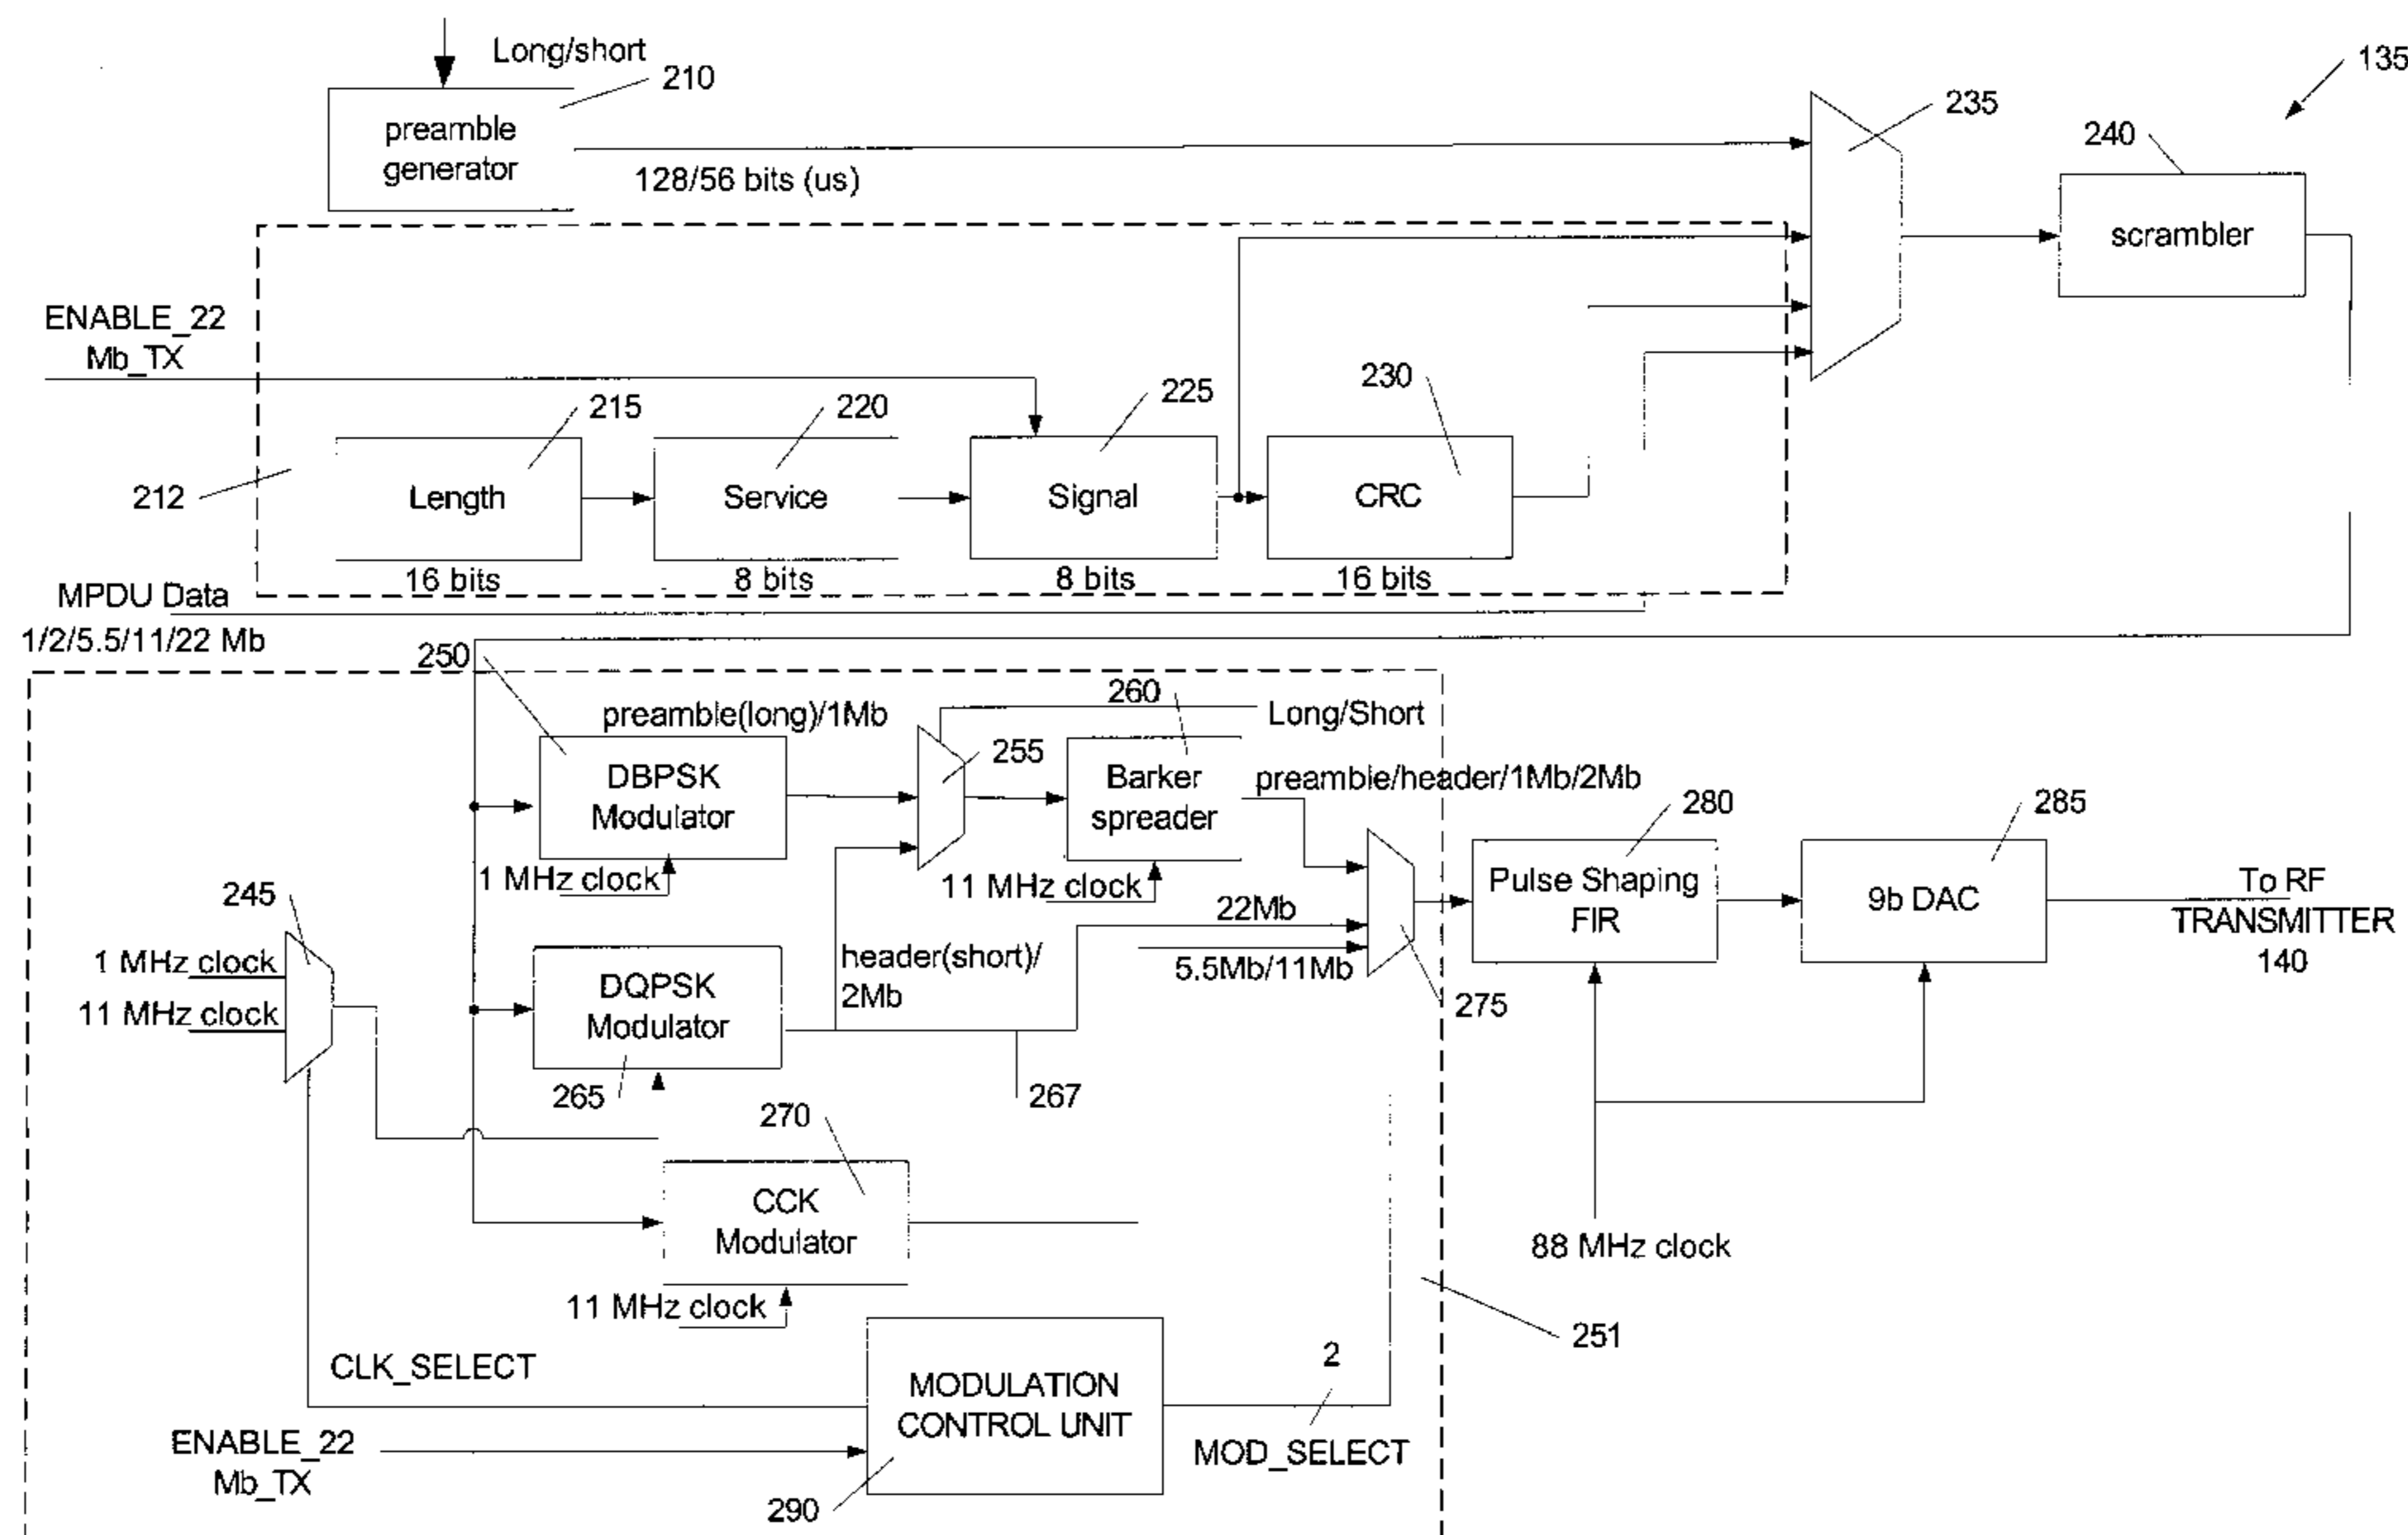 Long/short
210
135
preamble
generator
128/56 bits (us)
235
240
scrambler
ENABLE_22
Mb_TX
215
220
225
230
212
Length
Service
Signal
CRC
16 bits
8 bits
8 bits
16 bits
MPDU Data
1/2/5.5/11/22 Mb
250
260
preamble(long)/1Mb
Long/Short
DBPSK
Modulator
255
Barker
spreader
preamble/header/1Mb/2Mb
280
285
1 MHz clock
11 MHz clock
Pulse Shaping
FIR
9b DAC
To RF
TRANSMITTER
140
245
22Mb
1 MHz clock
11 MHz clock
DQPSK
Modulator
header(short)/
2Mb
5.5Mb/11Mb
275
265
267
270
CCK
Modulator
88 MHz clock
11 MHz clock
251
CLK_SELECT
2
MODULATION
CONTROL UNIT
MOD_SELECT
ENABLE_22
Mb_TX
290